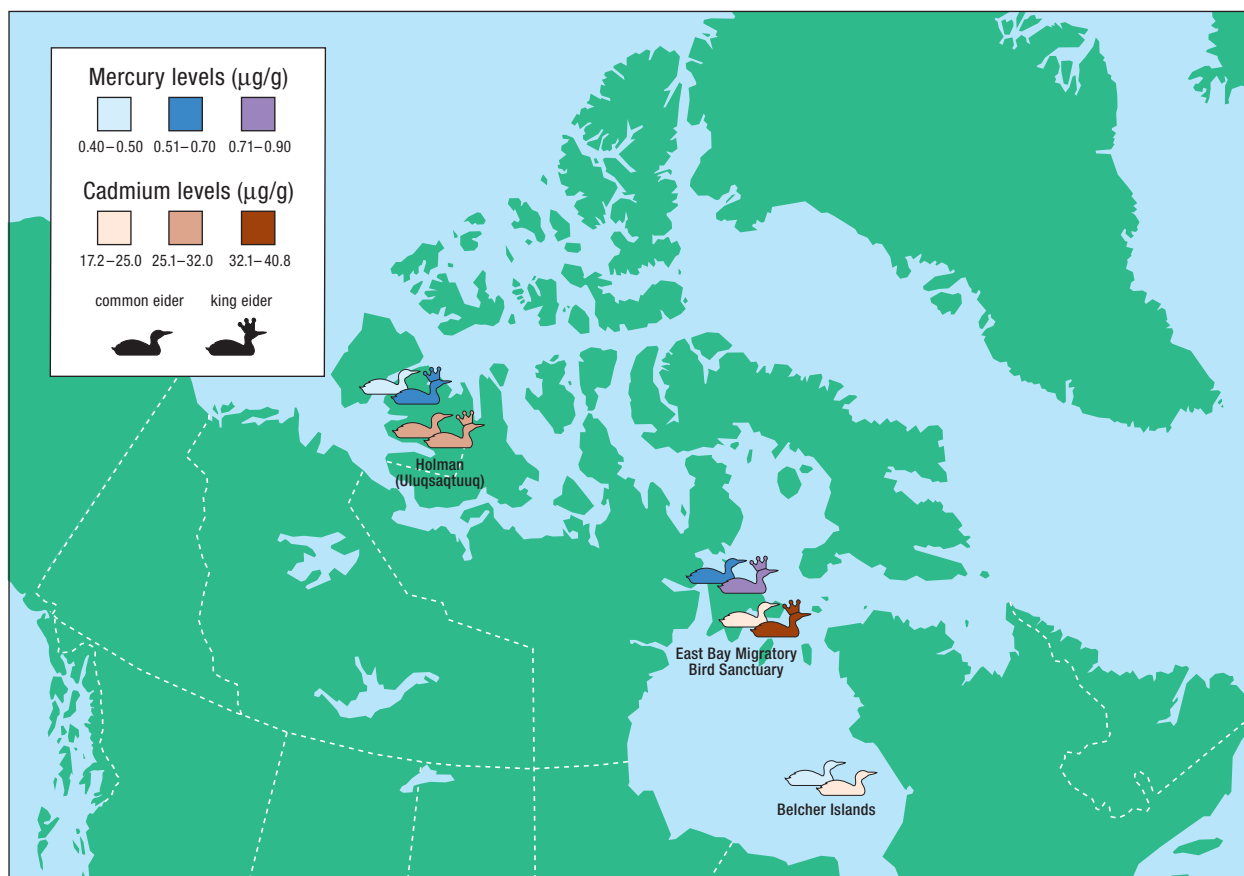 Mercury levels (µg/g)
0.40–0.50 0.51–0.70 0.71–0.90
Cadmium levels (µg/g)
17.2–25.0 25.1–32.0 32.1–40.8
common eider king eider
Holman
(Uluqsaqtuuq)
East Bay Migratory
Bird Sanctuary
Belcher Islands